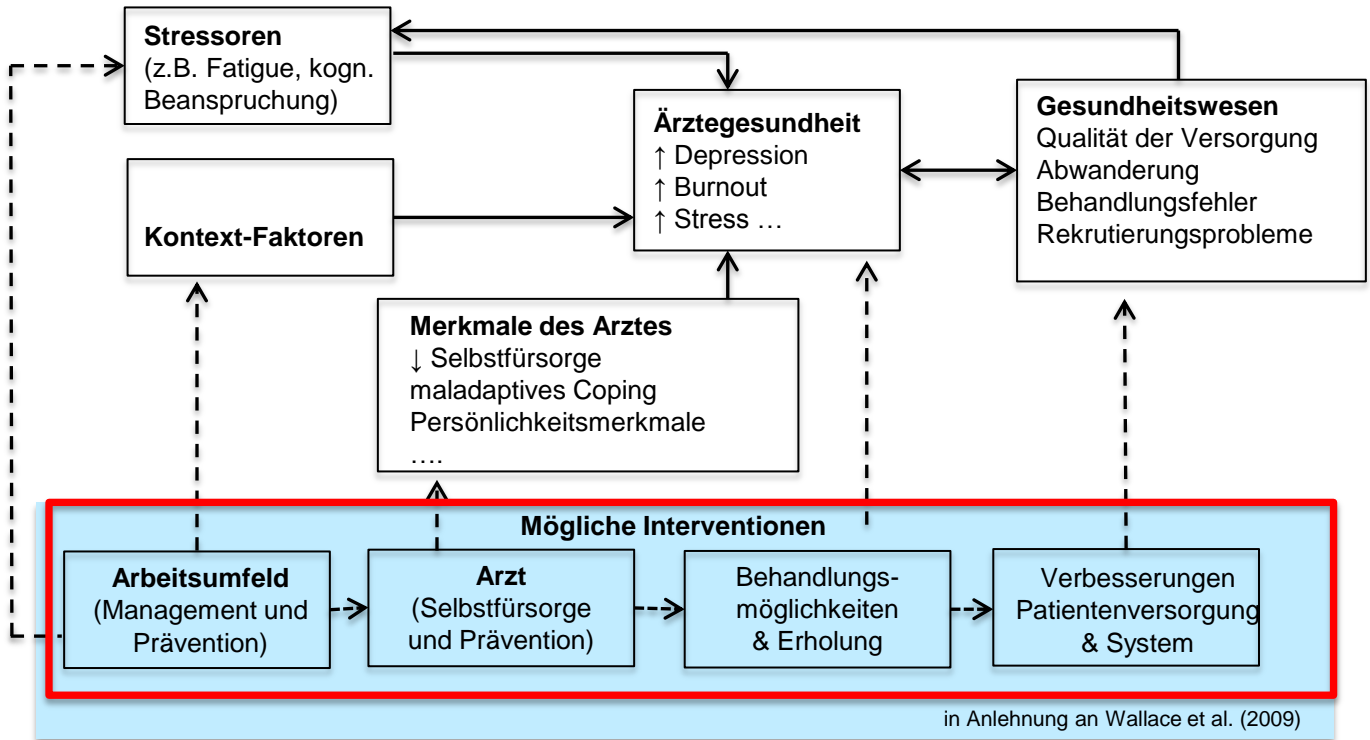 Stressoren
(z.B. Fatigue, kogn.
Beanspruchung)
Ärztegesundheit
↑ Depression
↑ Burnout
↑ Stress …
Gesundheitswesen
Qualität der Versorgung
Abwanderung
Behandlungsfehler
Rekrutierungsprobleme
Kontext-Faktoren
Merkmale des Arztes
↓ Selbstfürsorge
maladaptives Coping
Persönlichkeitsmerkmale
….
Mögliche Interventionen
Arbeitsumfeld
(Management und
Prävention)
Arzt
(Selbstfürsorge
und Prävention)
Behandlungs-
möglichkeiten
& Erholung
Verbesserungen
Patientenversorgung
& System
in Anlehnung an Wallace et al. (2009)